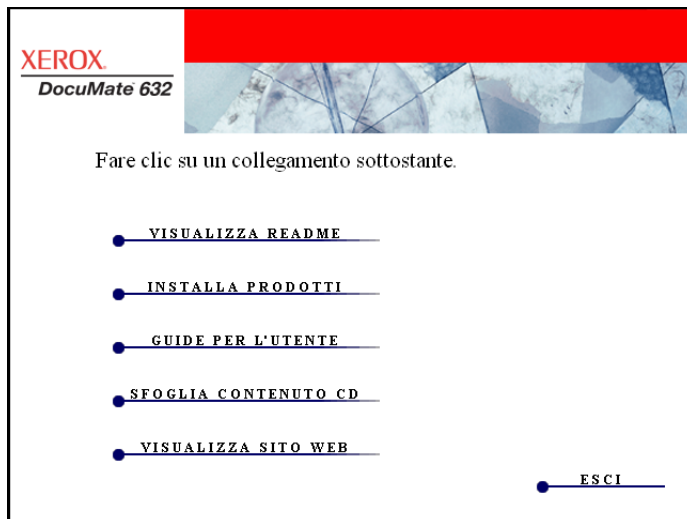 XEROX.
DocuMate 632
Fare clic su un collegamento sottostante.
VISUALIZZA README
INSTALLA PRODOTTI
GUIDE PER L'UTENTE
SFOGLIA CONTENUTO CD
VISUALIZZA SITO WEB
ESCI